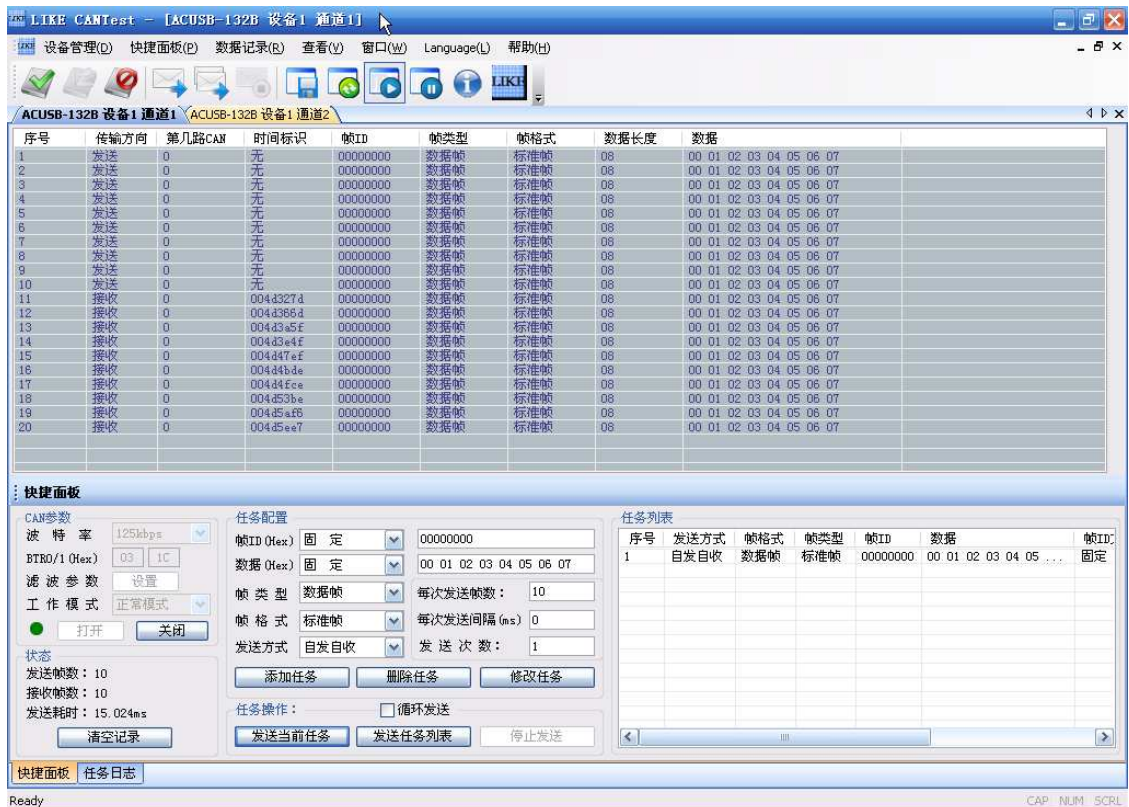 LIKE CANTest - [ACUSB-132B 设备1 通道1]
设备管理(D) 快捷面板(P) 数据记录(R) 查看(V) 窗口(W) Language(L) 帮助(H)
LIKE
ACUSB-132B 设备1 通道1 ACUSB-132B 设备1 通道2
序号 传输方向 第几路CAN 时间标识 帧ID 帧类型 帧格式 数据长度 数据
1 发送 0 无 00000000 数据帧 标准帧 08 00 01 02 03 04 05 06 07
2 发送 0 无 00000000 数据帧 标准帧 08 00 01 02 03 04 05 06 07
3 发送 0 无 00000000 数据帧 标准帧 08 00 01 02 03 04 05 06 07
4 发送 0 无 00000000 数据帧 标准帧 08 00 01 02 03 04 05 06 07
5 发送 0 无 00000000 数据帧 标准帧 08 00 01 02 03 04 05 06 07
6 发送 0 无 00000000 数据帧 标准帧 08 00 01 02 03 04 05 06 07
7 发送 0 无 00000000 数据帧 标准帧 08 00 01 02 03 04 05 06 07
8 发送 0 无 00000000 数据帧 标准帧 08 00 01 02 03 04 05 06 07
9 发送 0 无 00000000 数据帧 标准帧 08 00 01 02 03 04 05 06 07
10 发送 0 无 00000000 数据帧 标准帧 08 00 01 02 03 04 05 06 07
11 接收 0 004d327d 00000000 数据帧 标准帧 08 00 01 02 03 04 05 06 07
12 接收 0 004d366d 00000000 数据帧 标准帧 08 00 01 02 03 04 05 06 07
13 接收 0 004d3a5f 00000000 数据帧 标准帧 08 00 01 02 03 04 05 06 07
14 接收 0 004d3e4f 00000000 数据帧 标准帧 08 00 01 02 03 04 05 06 07
15 接收 0 004d47ef 00000000 数据帧 标准帧 08 00 01 02 03 04 05 06 07
16 接收 0 004d4bde 00000000 数据帧 标准帧 08 00 01 02 03 04 05 06 07
17 接收 0 004d4fce 00000000 数据帧 标准帧 08 00 01 02 03 04 05 06 07
18 接收 0 004d53be 00000000 数据帧 标准帧 08 00 01 02 03 04 05 06 07
19 接收 0 004d5af6 00000000 数据帧 标准帧 08 00 01 02 03 04 05 06 07
20 接收 0 004d5ee7 00000000 数据帧 标准帧 08 00 01 02 03 04 05 06 07
快捷面板
CAN参数
波 特 率 125kbps
BTR0/1(Hex) 03 1C
滤 波 参 数 设置
工 作 模 式 正常模式
打开 关闭
状态
发送帧数：10
接收帧数：10
发送耗时：15.024ms
清空记录
任务配置
帧ID(Hex) 固 定 00000000
数据(Hex) 固 定 00 01 02 03 04 05 06 07
帧 类 型 数据帧 每次发送帧数： 10
帧 格 式 标准帧 每次发送间隔(ms) 0
发送方式 自发自收 发 送 次 数： 1
添加任务 删除任务 修改任务
任务操作： 循环发送
发送当前任务 发送任务列表 停止发送
任务列表
序号 发送方式 帧格式 帧类型 帧ID 数据 帧ID
1 自发自收 数据帧 标准帧 00000000 00 01 02 03 04 05 ... 固定
快捷面板 任务日志
Ready CAP NUM SCRL